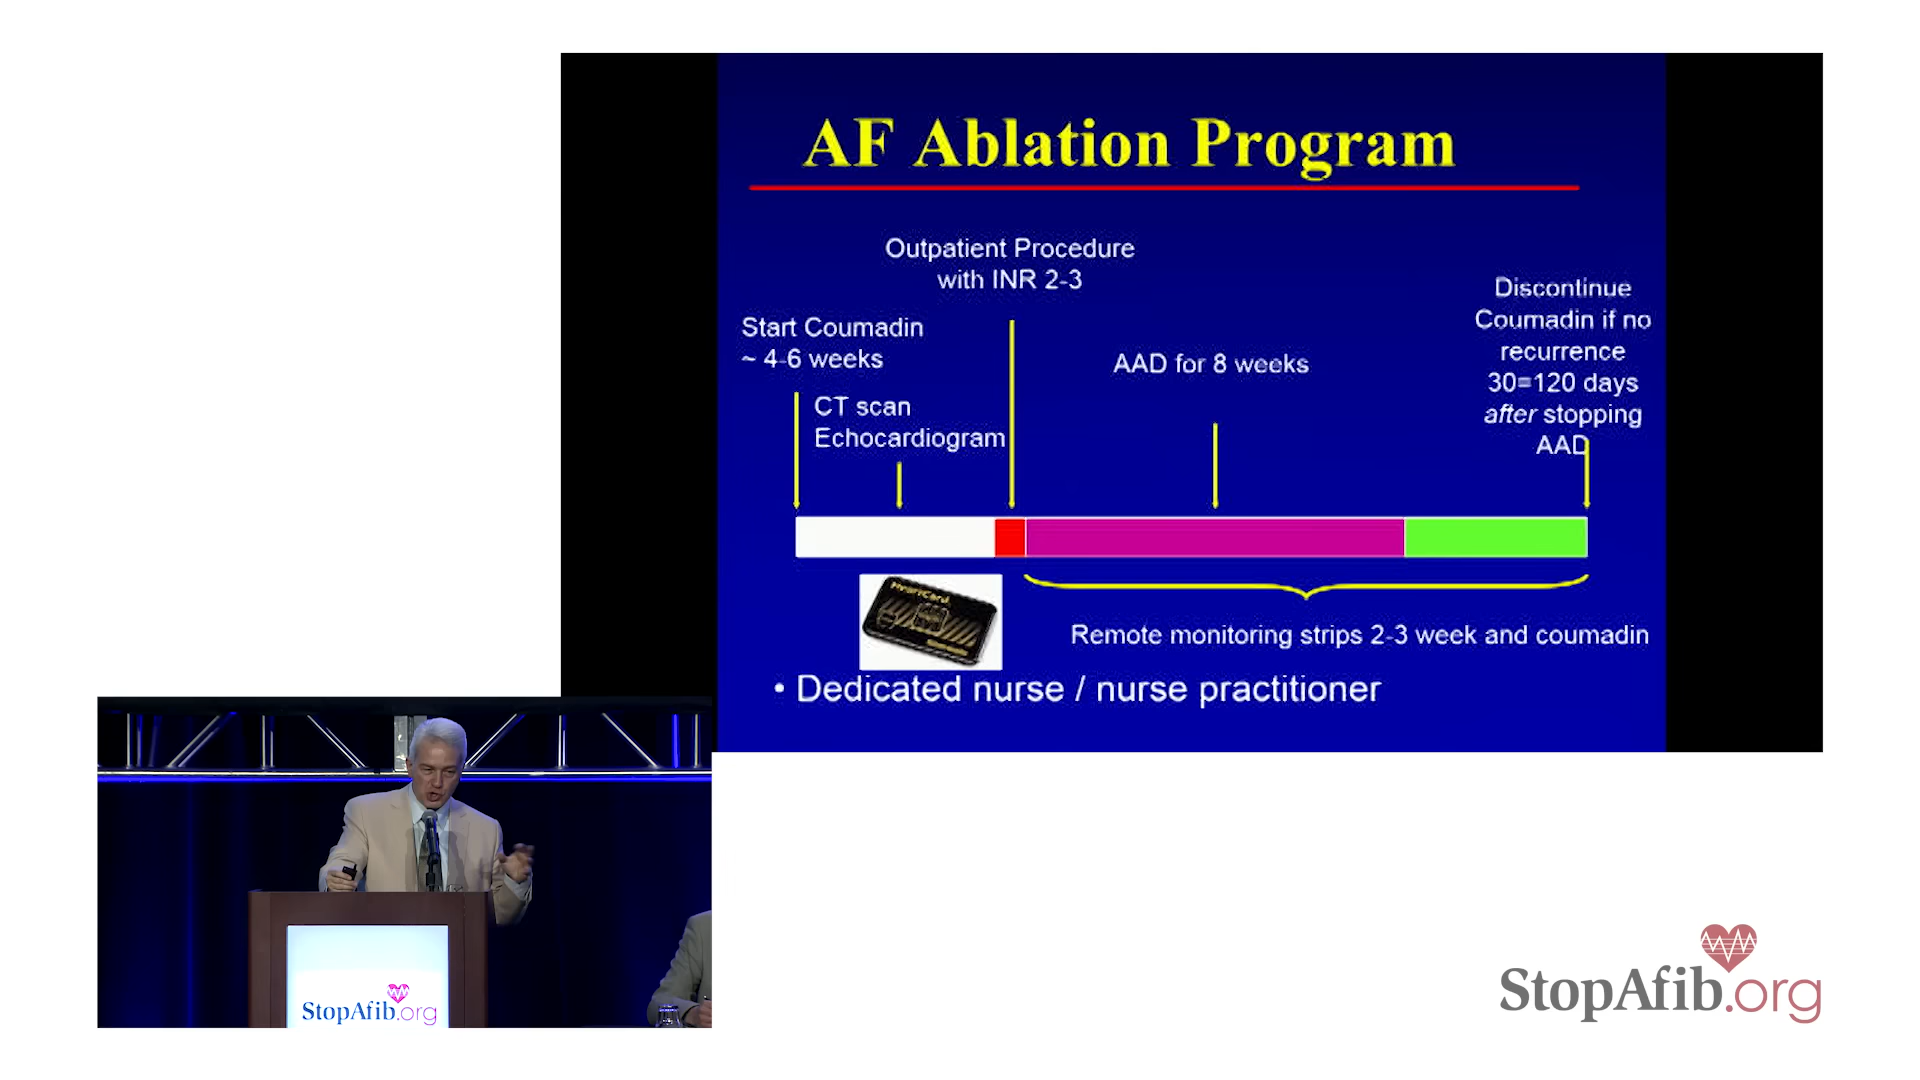 AF Ablation Program
Outpatient Procedure
with INR 2-3
Start Coumadin
~ 4-6 weeks
CT scan
Echocardiogram
AAD for 8 weeks
Discontinue
Coumadin if no
recurrence
30=120 days
after stopping
AAD
HeartCard
Remote monitoring strips 2-3 week and coumadin
• Dedicated nurse / nurse practitioner
StopAfib.org
StopAfib.org